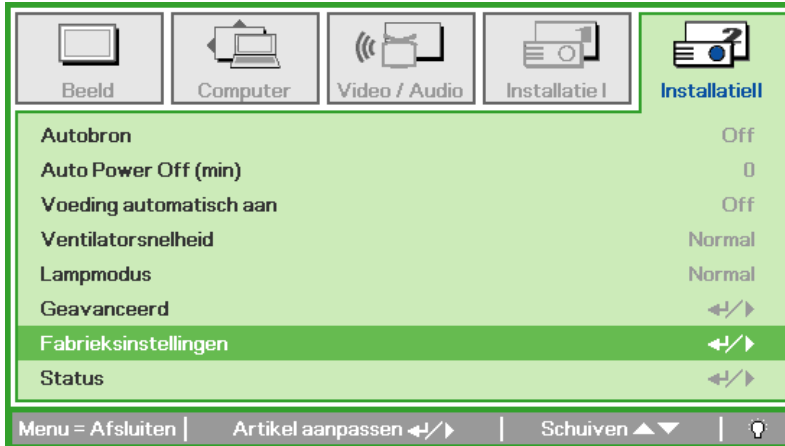 Beeld Computer Video / Audio Installatie I InstallatieII
Autobron Off
Auto Power Off (min) 0
Voeding automatisch aan Off
Ventilatorsnelheid Normal
Lampmodus Normal
Geavanceerd
Fabrieksinstellingen
Status
Menu = Afsluiten | Artikel aanpassen | Schuiven ▲▼ |